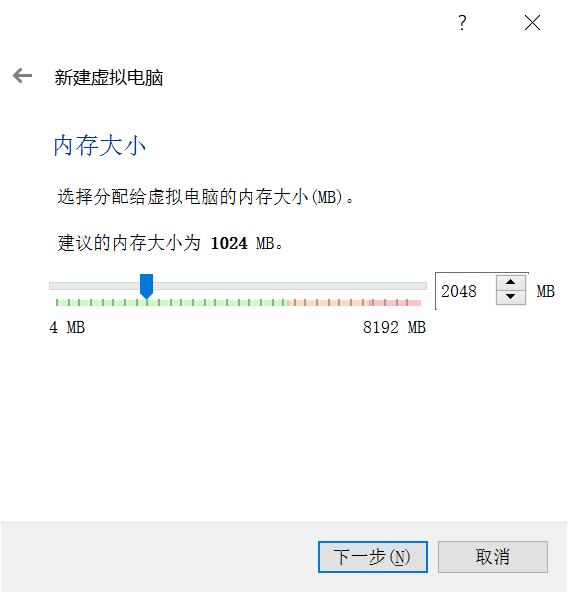 ?
新建虚拟电脑
内存大小
选择分配给虚拟电脑的内存大小(MB)。
建议的内存大小为 1024 MB。
2048 MB
4 MB 8192 MB
下一步(N) 取消